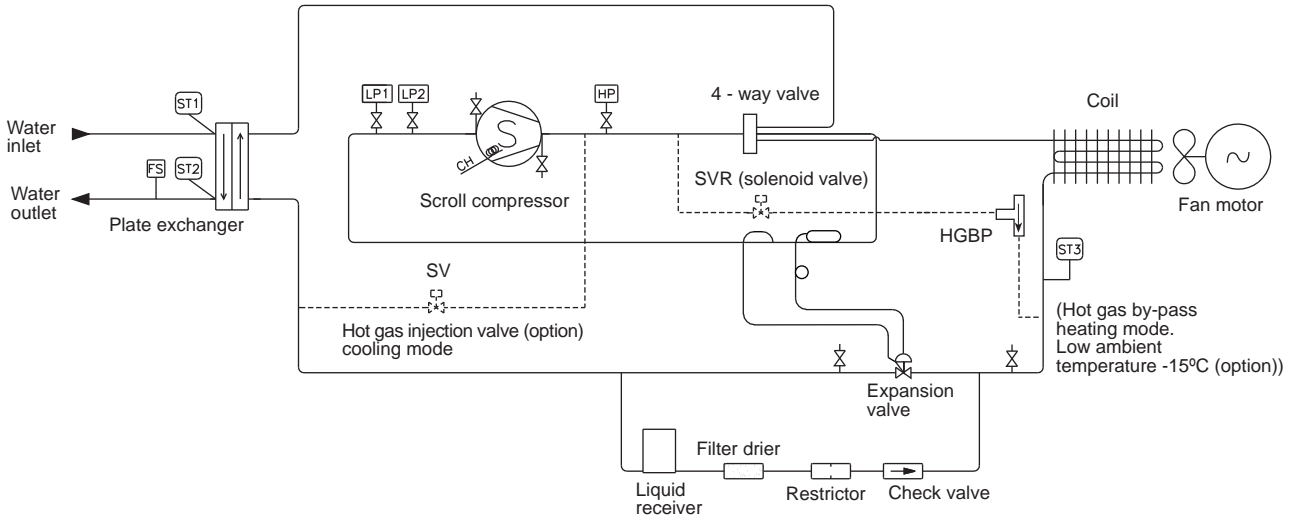 LP1
LP2
HP
4 - way valve
Coil
ST1
Water
inlet
S
CH
FS
ST2
Water
outlet
Plate exchanger
Scroll compressor
SVR (solenoid valve)
HGBP
Fan motor
ST3
SV
Hot gas injection valve (option)
cooling mode
(Hot gas by-pass
heating mode.
Low ambient
temperature -15ºC (option))
Expansion
valve
Filter drier
Liquid
receiver
Restrictor
Check valve